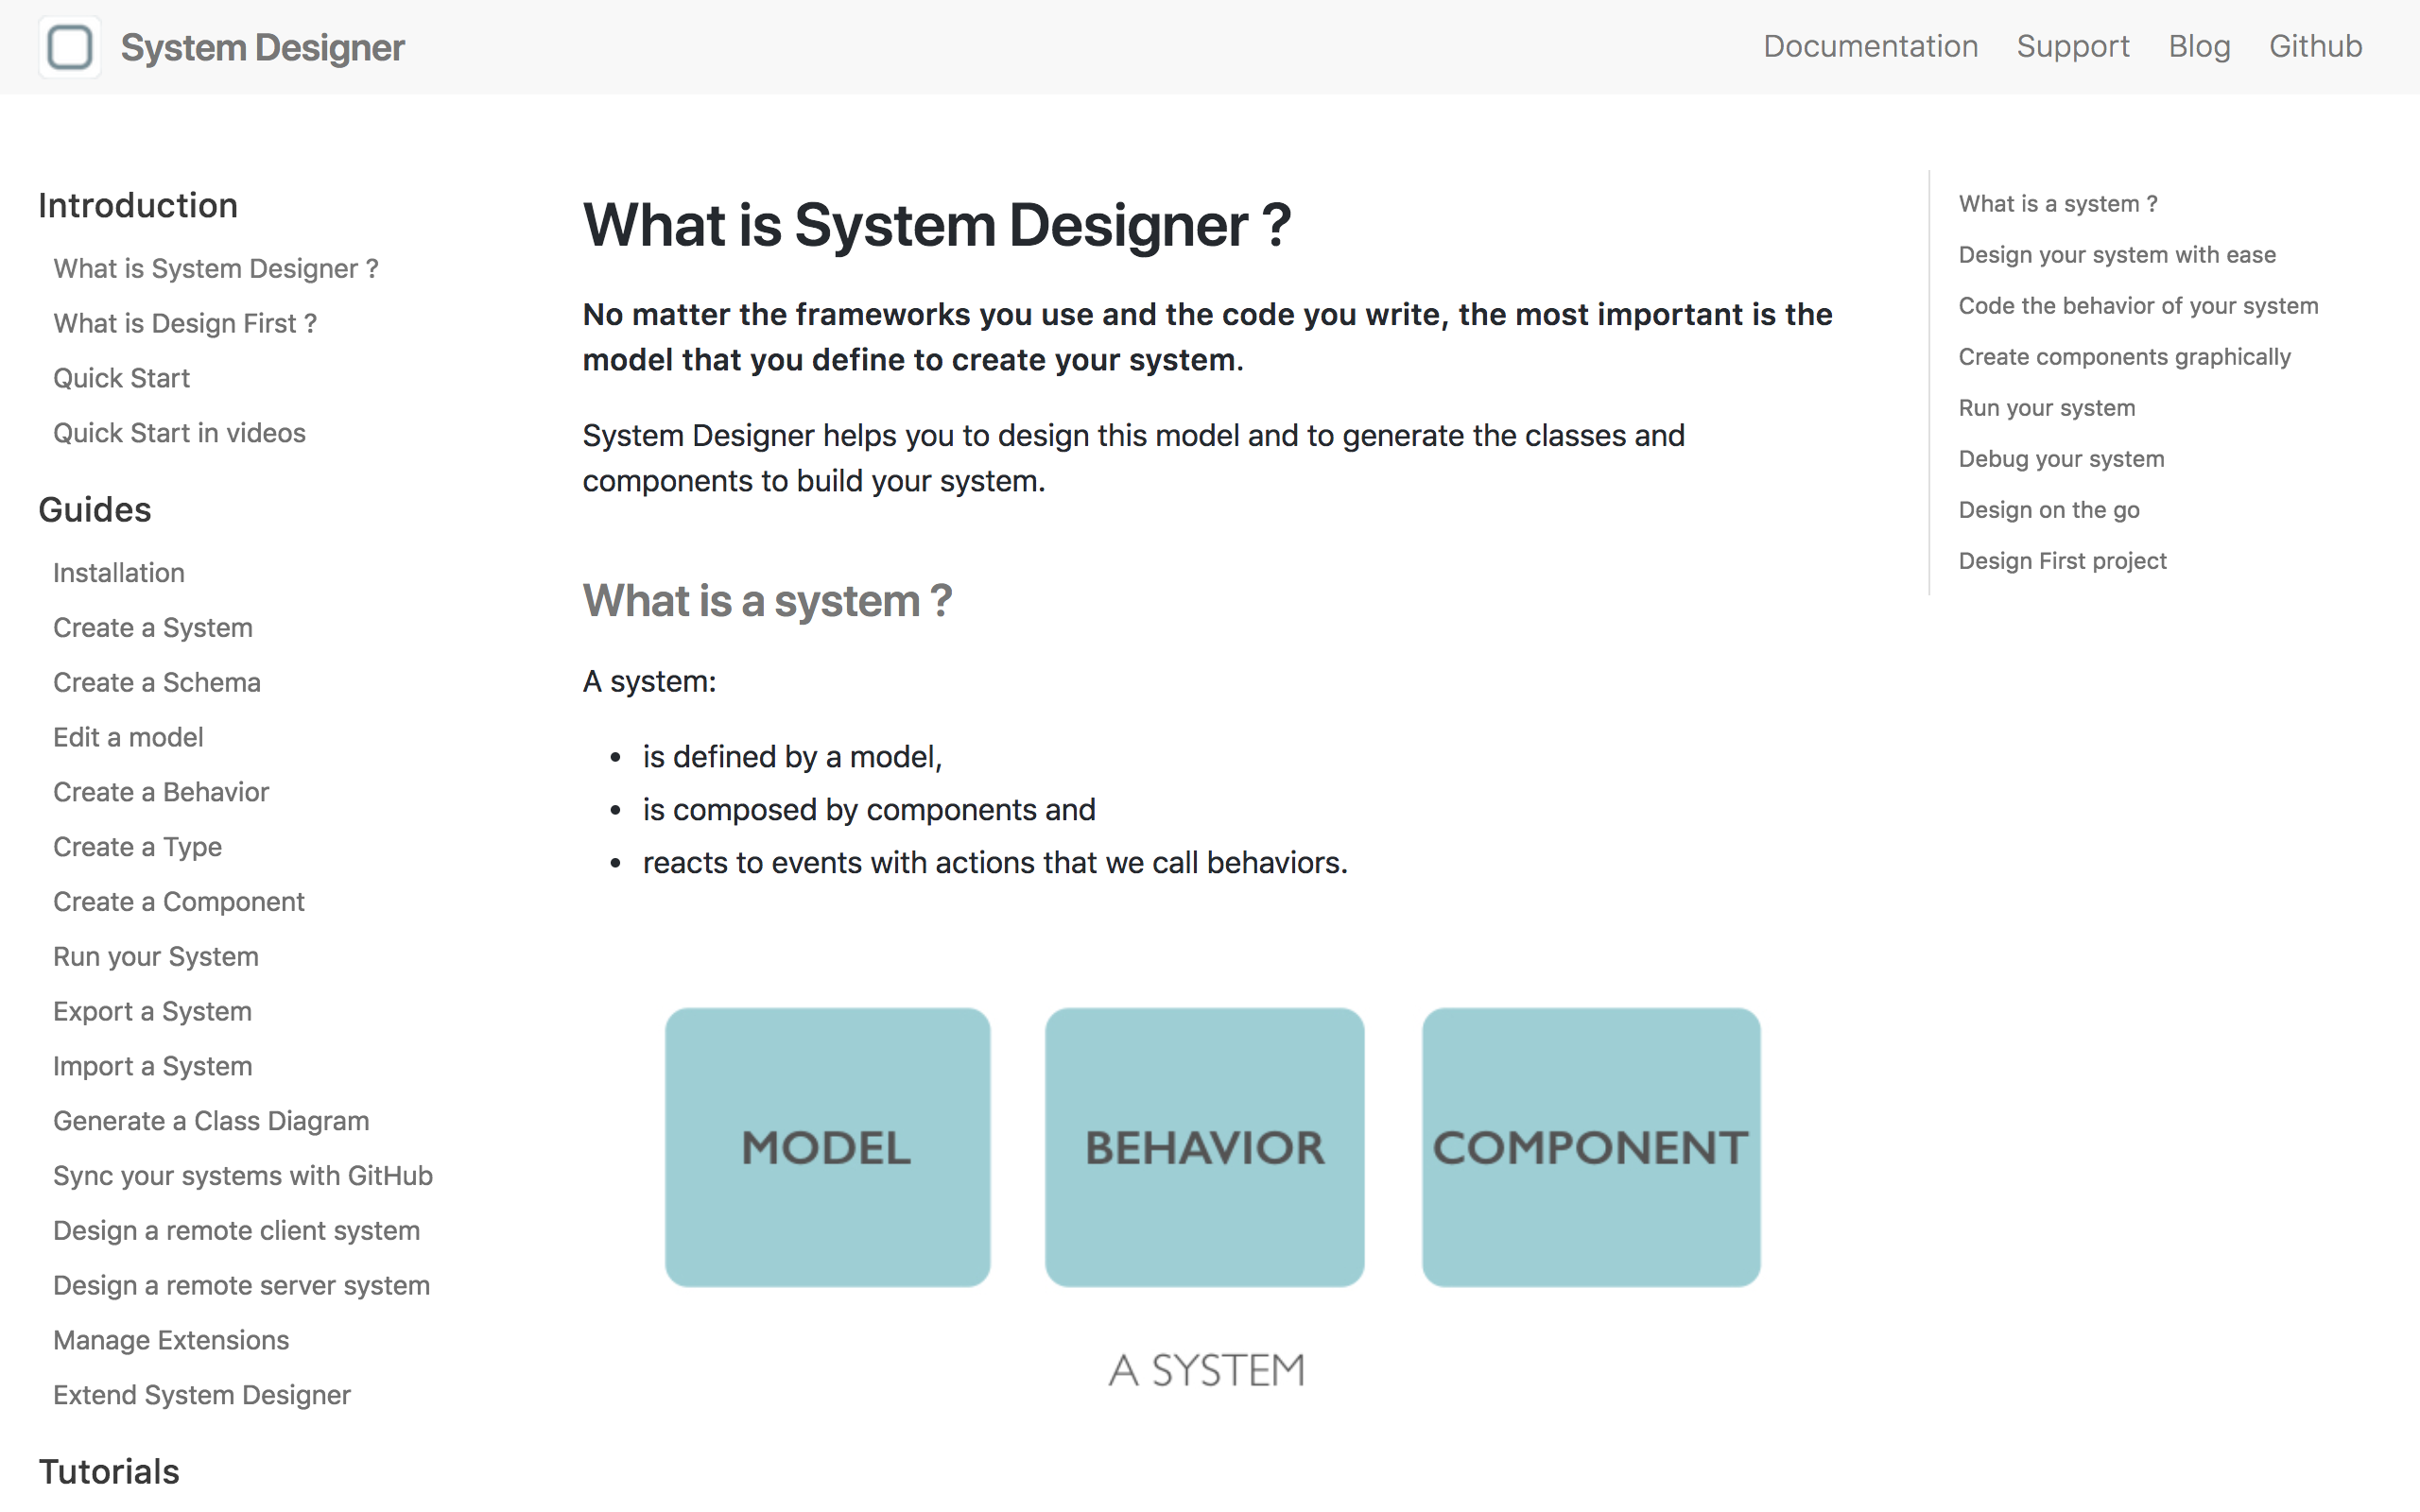 System Designer
Documentation
Support
Blog
Github
Introduction
What is System Designer ?
What is Design First ?
Quick Start
Quick Start in videos
Guides
Installation
Create a System
Create a Schema
Edit a model
Create a Behavior
Create a Type
Create a Component
Run your System
Export a System
Import a System
Generate a Class Diagram
Sync your systems with GitHub
Design a remote client system
Design a remote server system
Manage Extensions
Extend System Designer
Tutorials
What is System Designer ?
No matter the frameworks you use and the code you write, the most important is the
model that you define to create your system.
System Designer helps you to design this model and to generate the classes and
components to build your system.
What is a system ?
A system:
• is defined by a model,
• is composed by components and
• reacts to events with actions that we call behaviors.
MODEL
BEHAVIOR
COMPONENT
A SYSTEM
What is a system ?
Design your system with ease
Code the behavior of your system
Create components graphically
Run your system
Debug your system
Design on the go
Design First project